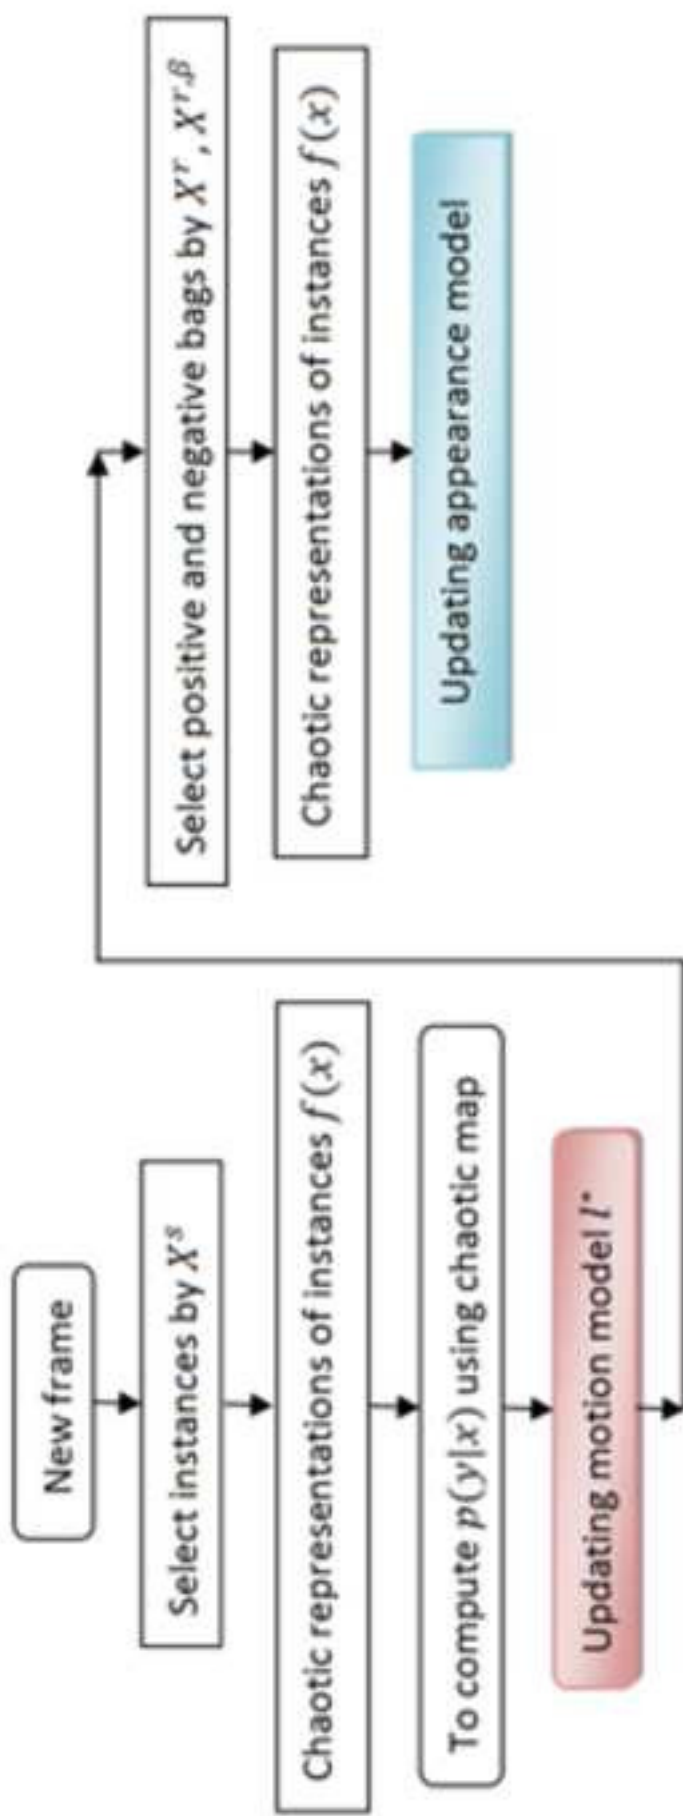 New frame
Select instances by X^s
Chaotic representations of instances f(x)
To compute p(y|x) using chaotic map
Updating motion model l*
Select positive and negative bags by X^r, X^{r,β}
Chaotic representations of instances f(x)
Updating appearance model